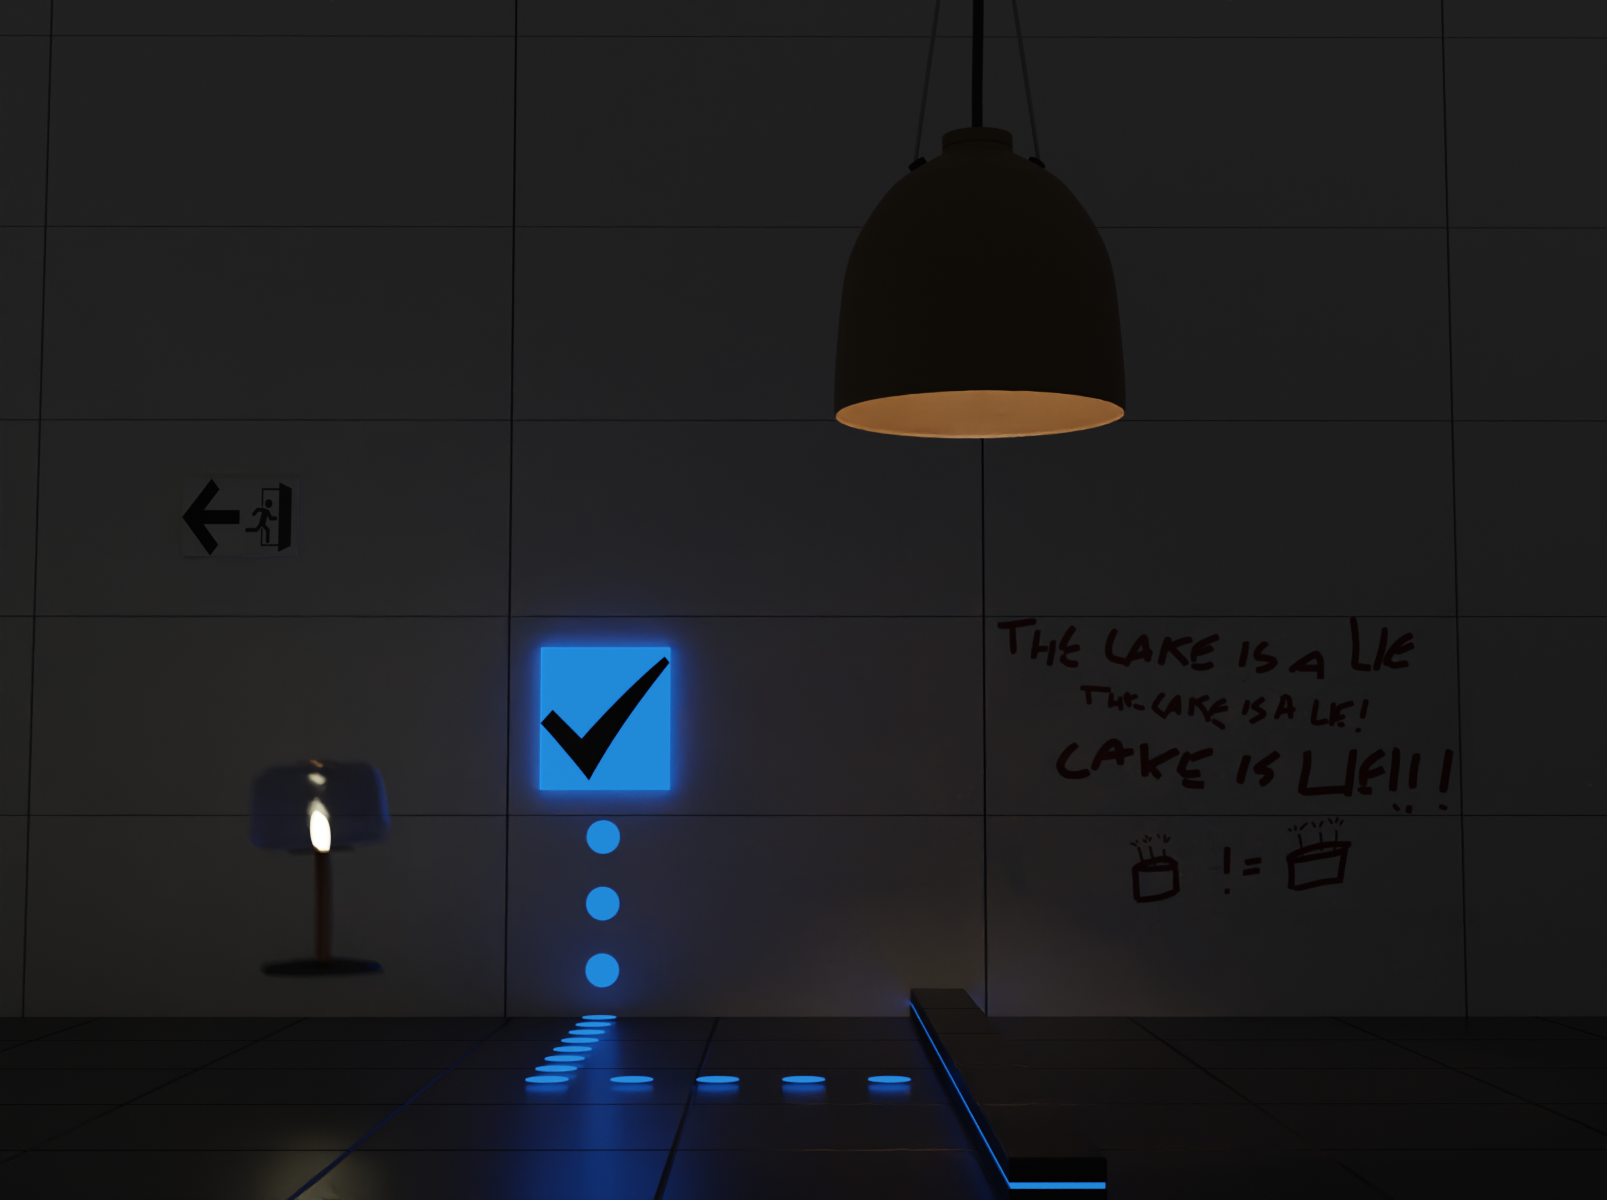 THE CAKE IS A LIE
THE CAKE IS A LIE!
CAKE IS LIE!!!
!=